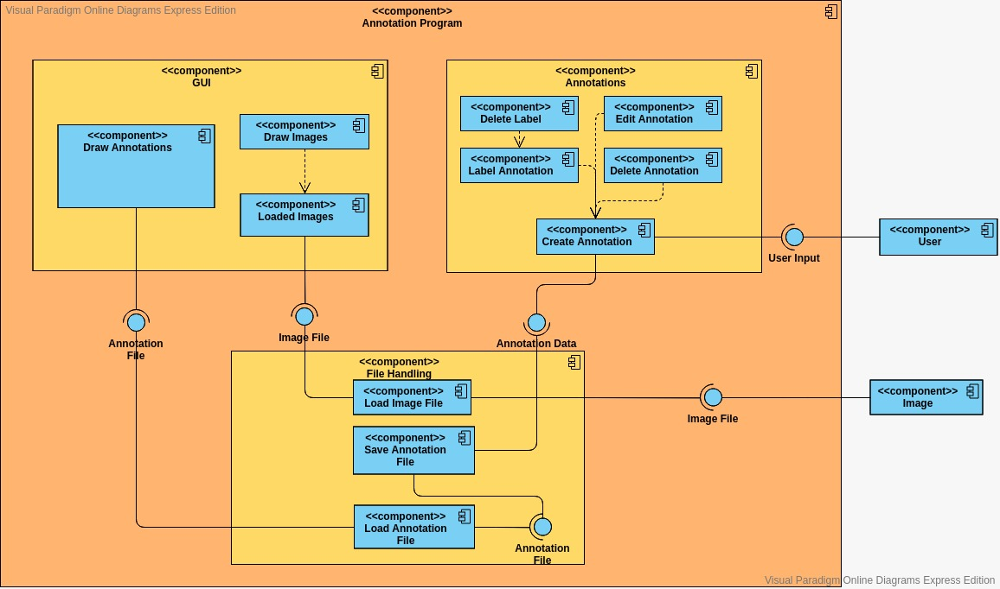 Visual Paradigm Online Diagrams Express Edition
<<component>>
Annotation Program
<<component>>
GUI
<<component>>
Draw Annotations
<<component>>
Draw Images
<<component>>
Loaded Images
<<component>>
Annotations
<<component>>
Delete Label
<<component>>
Edit Annotation
<<component>>
Label Annotation
<<component>>
Delete Annotation
<<component>>
Create Annotation
User Input
<<component>>
User
Annotation
File
Image File
Annotation Data
<<component>>
File Handling
<<component>>
Load Image File
Image File
<<component>>
Image
<<component>>
Save Annotation
File
<<component>>
Load Annotation
File
Annotation
File
Visual Paradigm Online Diagrams Express Edition